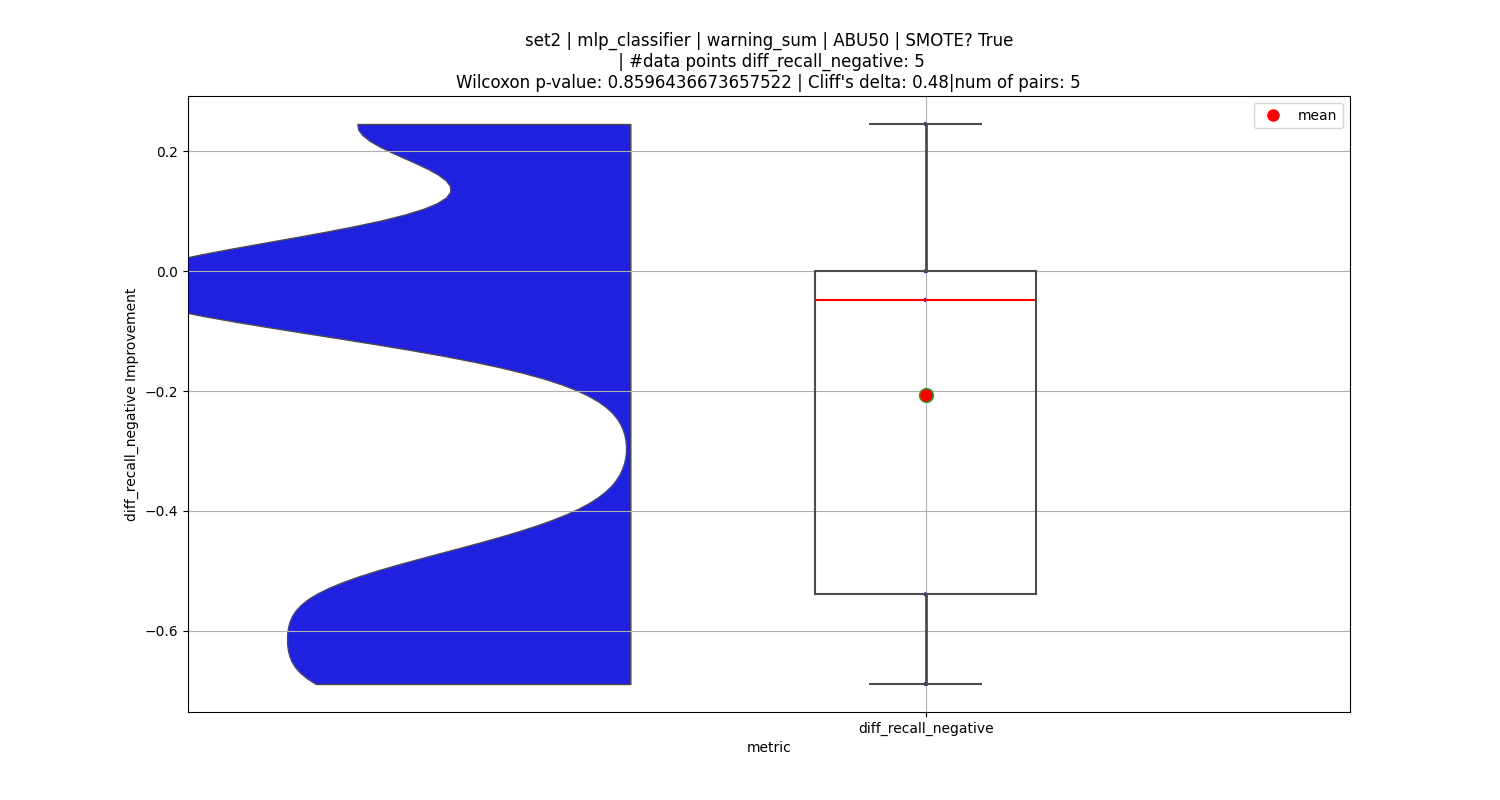 set2 | mlp_classifier | warning_sum | ABU50 | SMOTE? True
| #data points diff_recall_negative: 5
Wilcoxon p-value: 0.8596436673657522 | Cliff's delta: 0.48|num of pairs: 5
mean
0.2
0.0
−0.2
−0.4
−0.6
diff_recall_negative Improvement
diff_recall_negative
metric